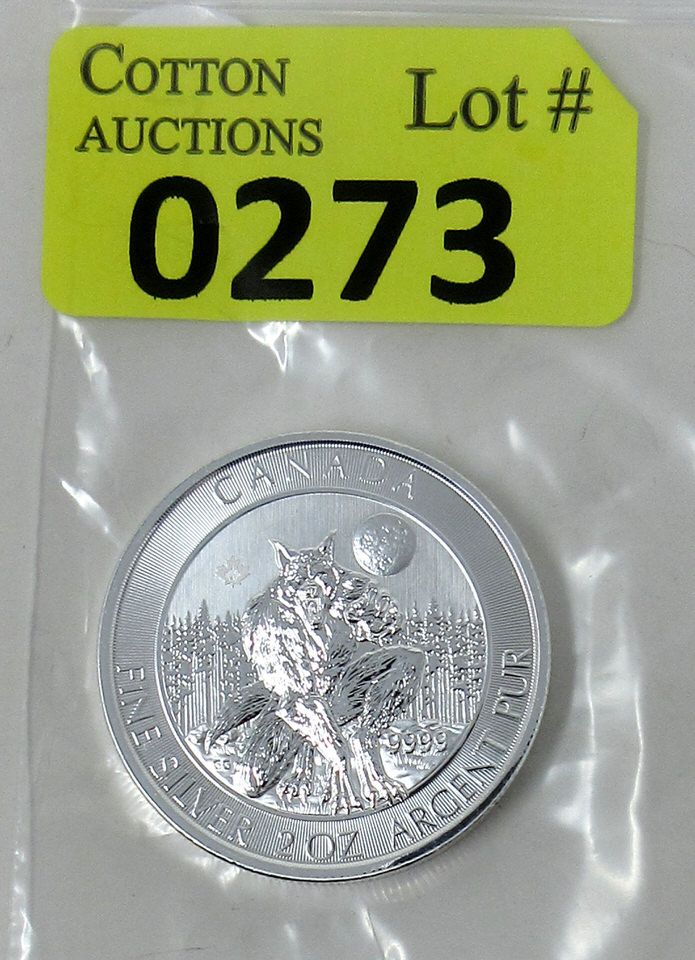 COTTON
AUCTIONS
Lot #
0273
CANADA
9999
FINE SILVER 2 OZ ARGENT PUR